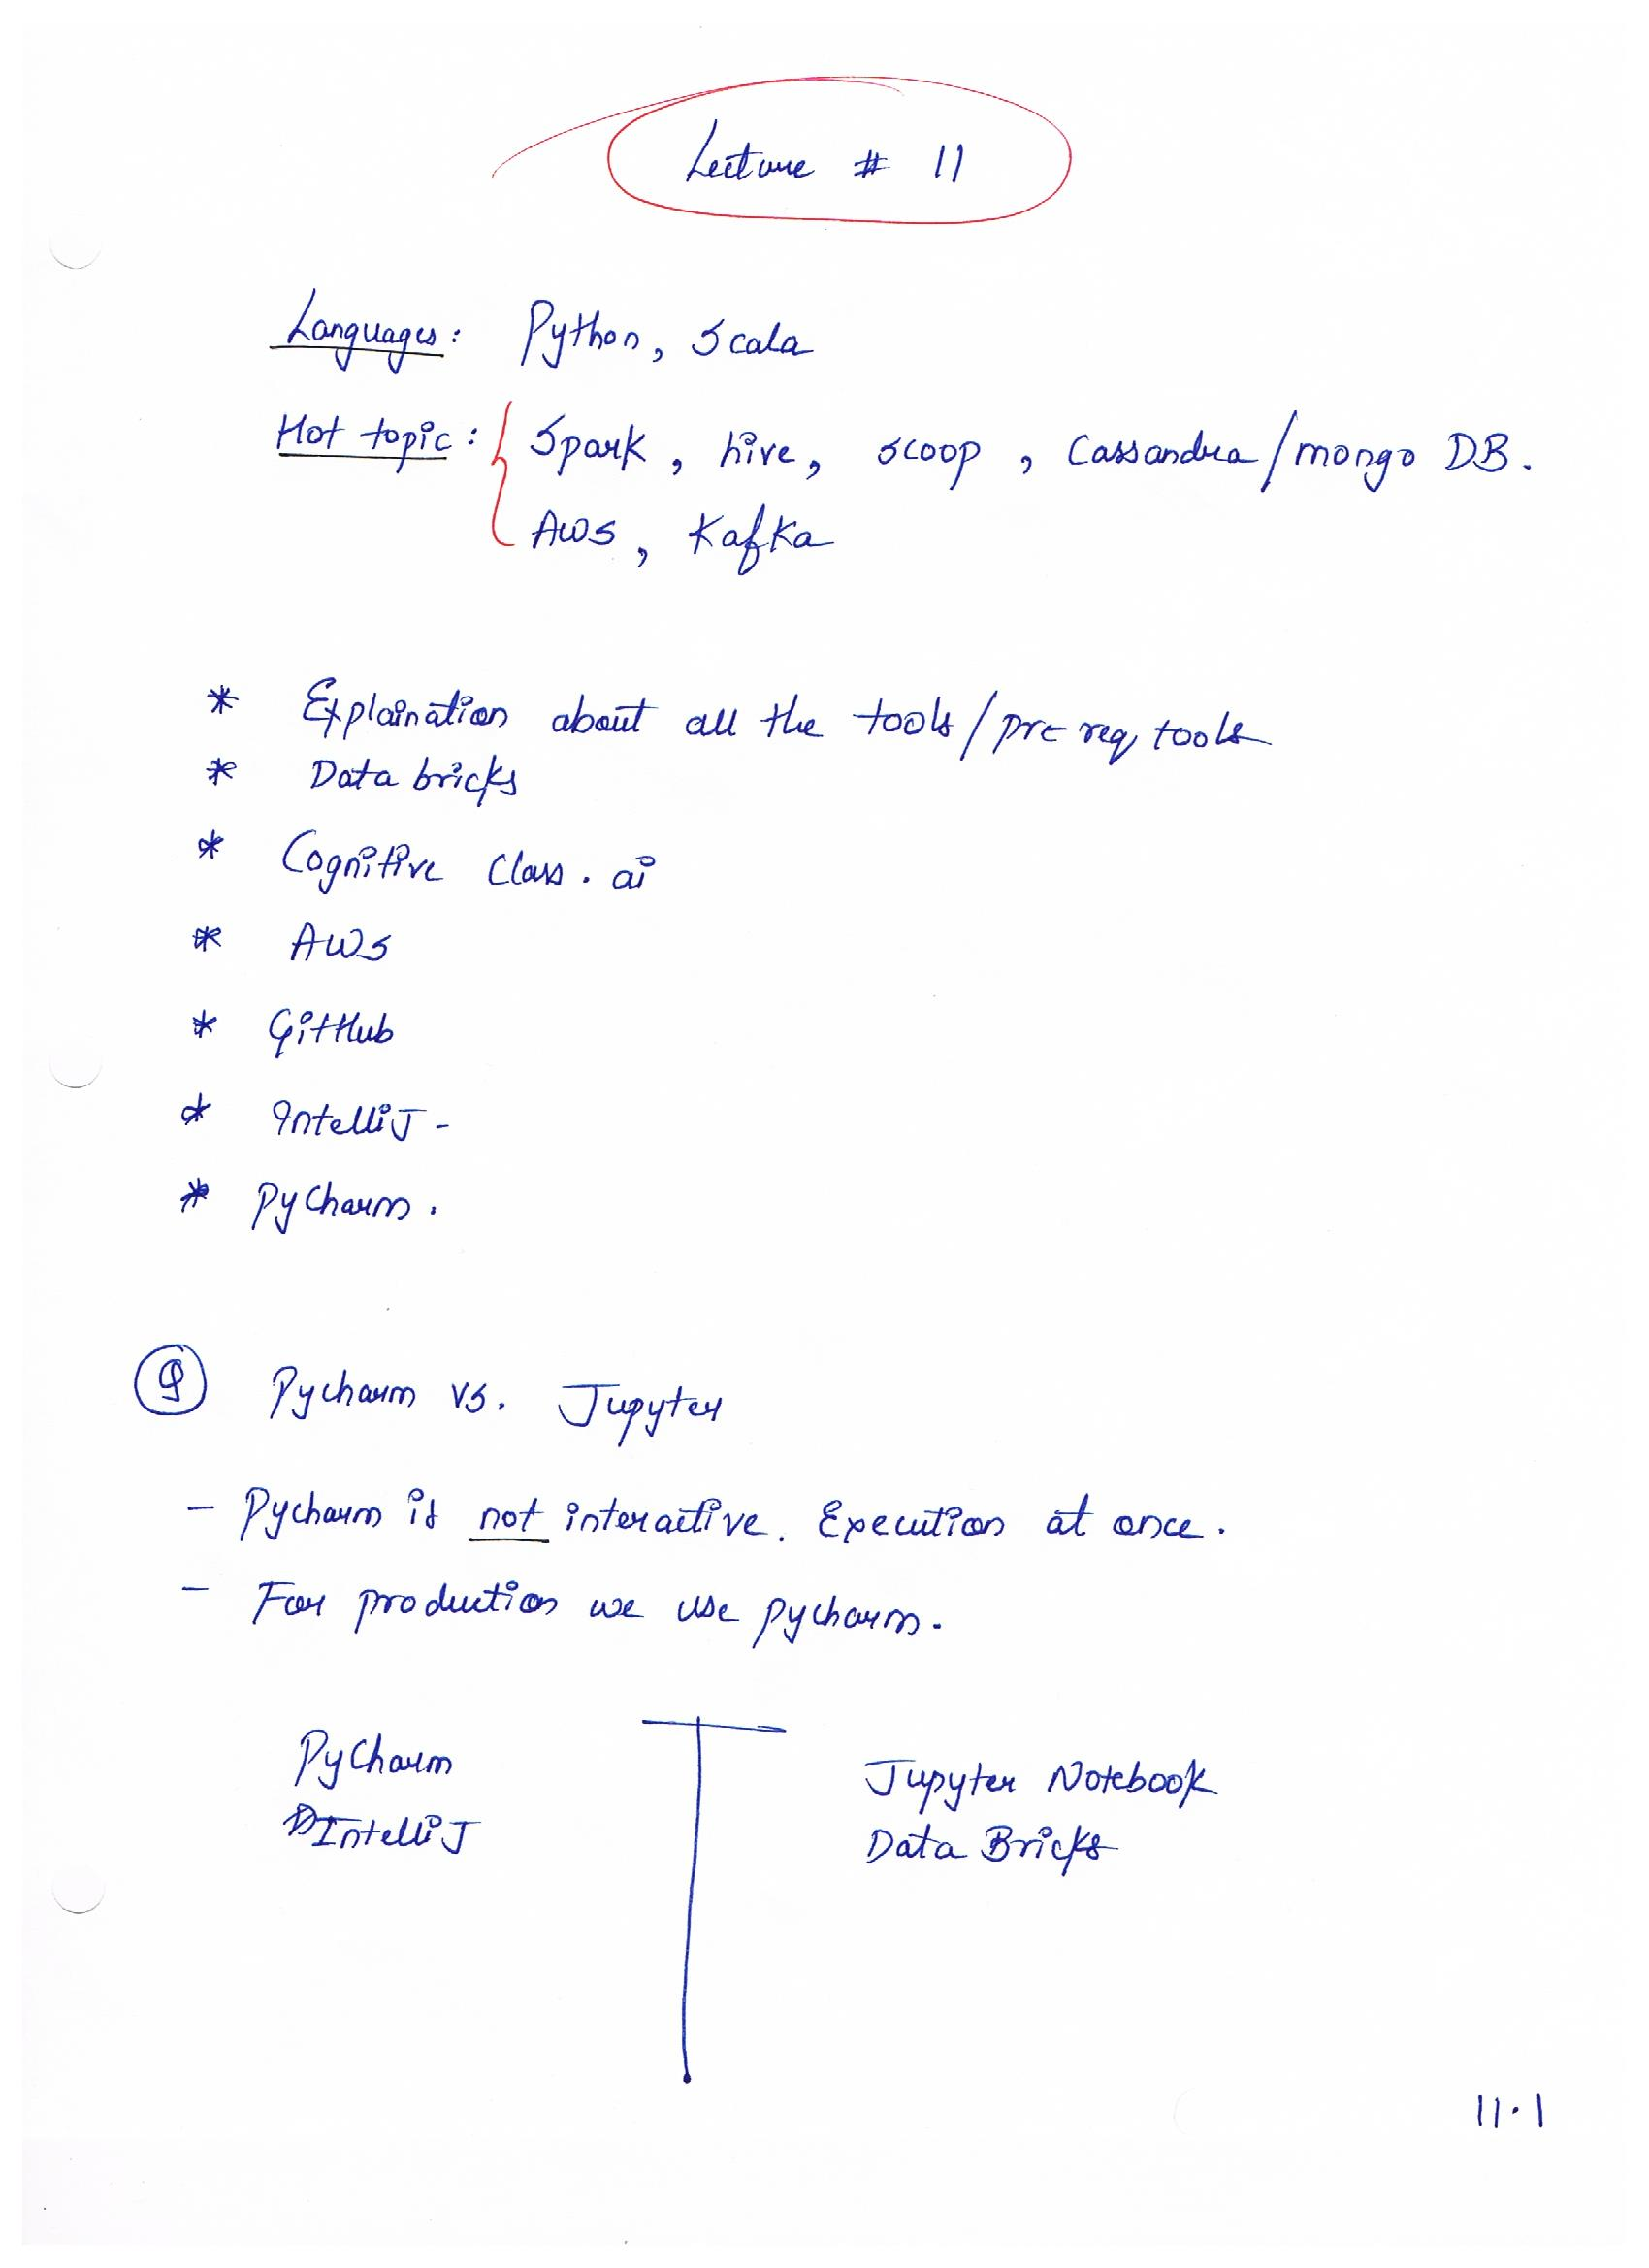 Lecture # 11
Languages: Python, Scala
Hot topic: Spark, hive, scoop, Cassandra/mongo DB.
AWS, Kafka
* Explaination about all the tools/pre req, tools
* Data bricks
* Cognitive Class.ai
* AWS
* GitHub
* IntelliJ -
* PyCharm.
Q Pycharm vs. Jupyter
- Pycharm is not interactive. Execution at once.
- For production we use pycharm.
PyCharm
IntelliJ
Jupyter Notebook
Data Bricks
11.1